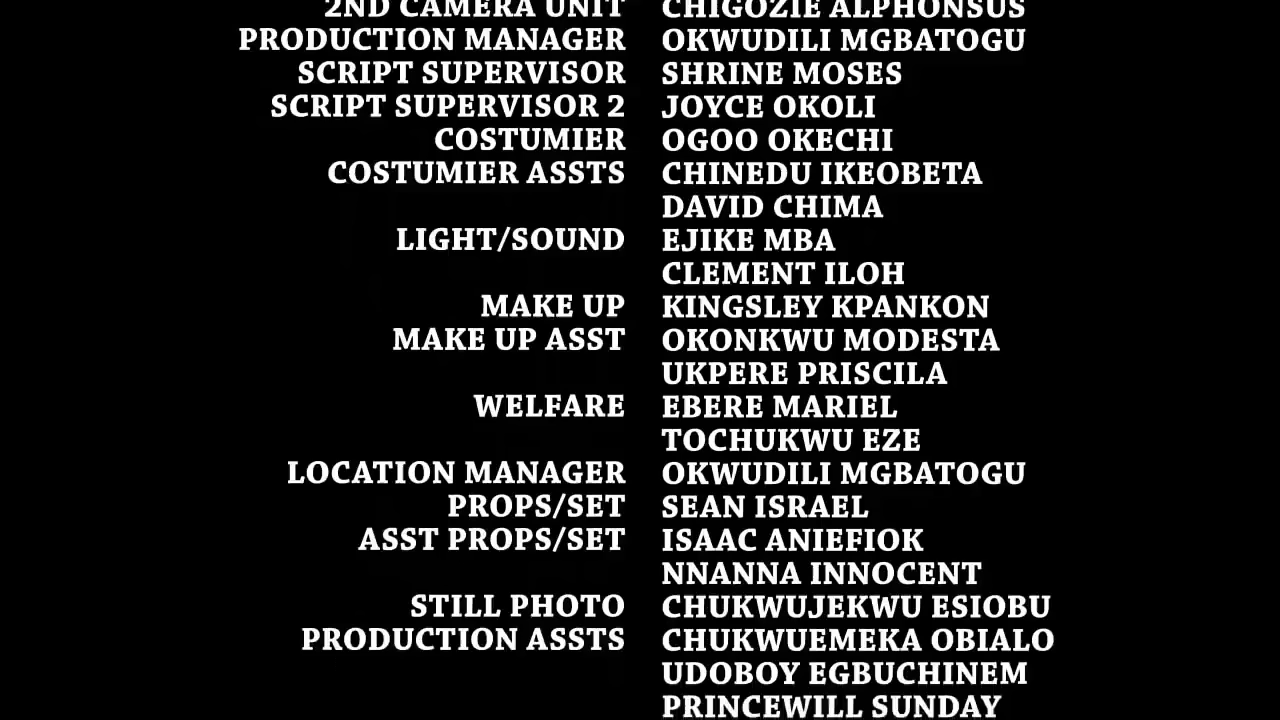 2ND CAMERA UNIT CHIGOZIE ALPHONSUS
PRODUCTION MANAGER OKWUDILI MGBATOGU
SCRIPT SUPERVISOR SHRINE MOSES
SCRIPT SUPERVISOR 2 JOYCE OKOLI
COSTUMIER OGOO OKECHI
COSTUMIER ASSTS CHINEDU IKEOBETA
DAVID CHIMA
LIGHT/SOUND EJIKE MBA
CLEMENT ILOH
MAKE UP KINGSLEY KPANKON
MAKE UP ASST OKONKWU MODESTA
UKPERE PRISCILA
WELFARE EBERE MARIEL
TOCHUKWU EZE
LOCATION MANAGER OKWUDILI MGBATOGU
PROPS/SET SEAN ISRAEL
ASST PROPS/SET ISAAC ANIEFIOK
NNANNA INNOCENT
STILL PHOTO CHUKWUJEKWU ESIOBU
PRODUCTION ASSTS CHUKWUEMEKA OBIALO
UDOBOY EGBUCHINEM
PRINCEWILL SUNDAY